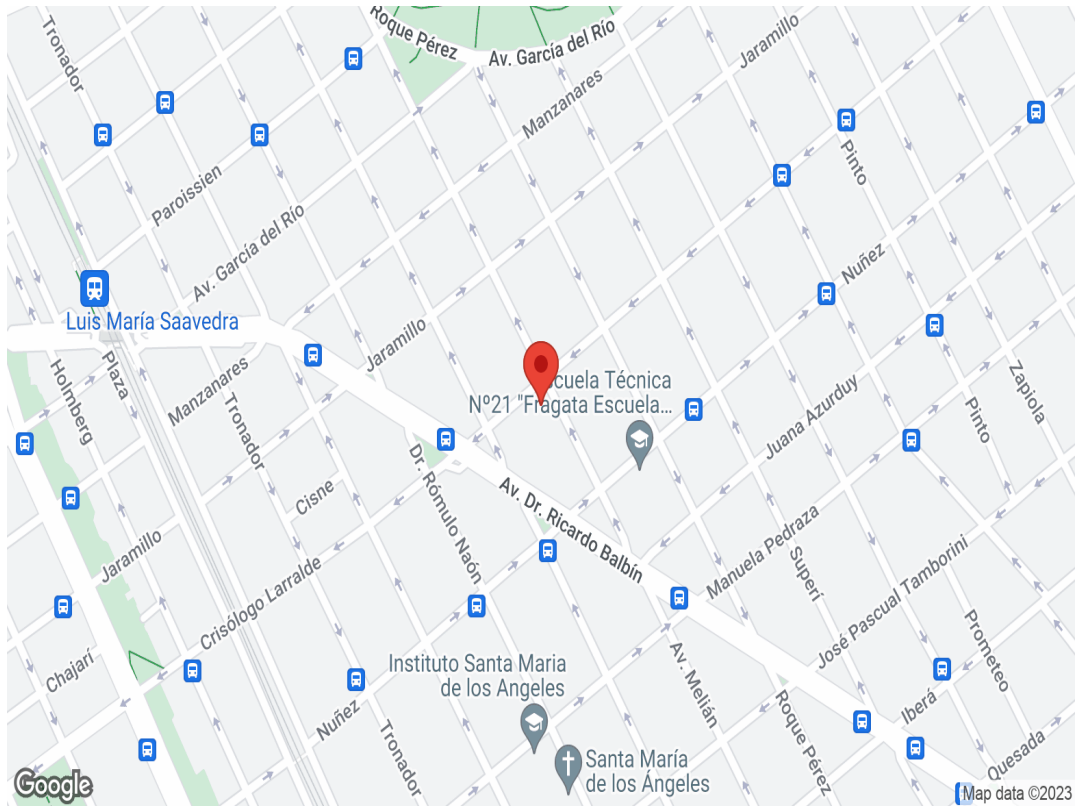 Tronador
Roque Pérez
Av. García del Río
Jaramillo
Manzanares
Pinto
Paroissien
Av. García del Río
Nuñez
Luis María Saavedra
Jaramillo
Holmberg
Plaza
Manzanares
Tronador
Escuela Técnica
Nº21 "Fragata Escuela...
Zapiola
Juana Azurduy
Pinto
Dr. Rómulo Naón
Cisne
Av. Dr. Ricardo Balbín
Manuela Pedraza
Jaramillo
Crisólogo Larralde
Superí
José Pascual Tamborini
Chajarí
Instituto Santa Maria
de los Angeles
Av. Melián
Prometeo
Nuñez
Tronador
Roque Pérez
Iberá
Quesada
Santa María
de los Ángeles
Google
Map data ©2023